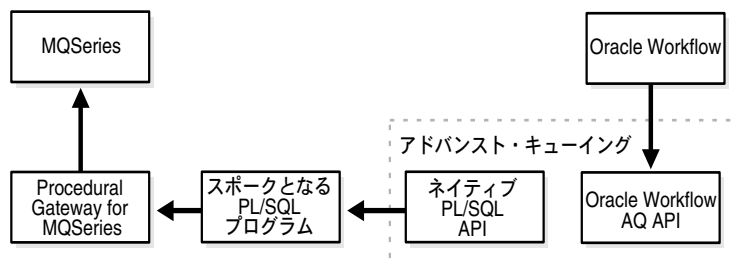 MQSeries
Oracle Workflow
アドバンスト・キューイング
Procedural
Gateway for
MQSeries
スポークとなる
PL/SQL
プログラム
ネイティブ
PL/SQL
API
Oracle Workflow
AQ API